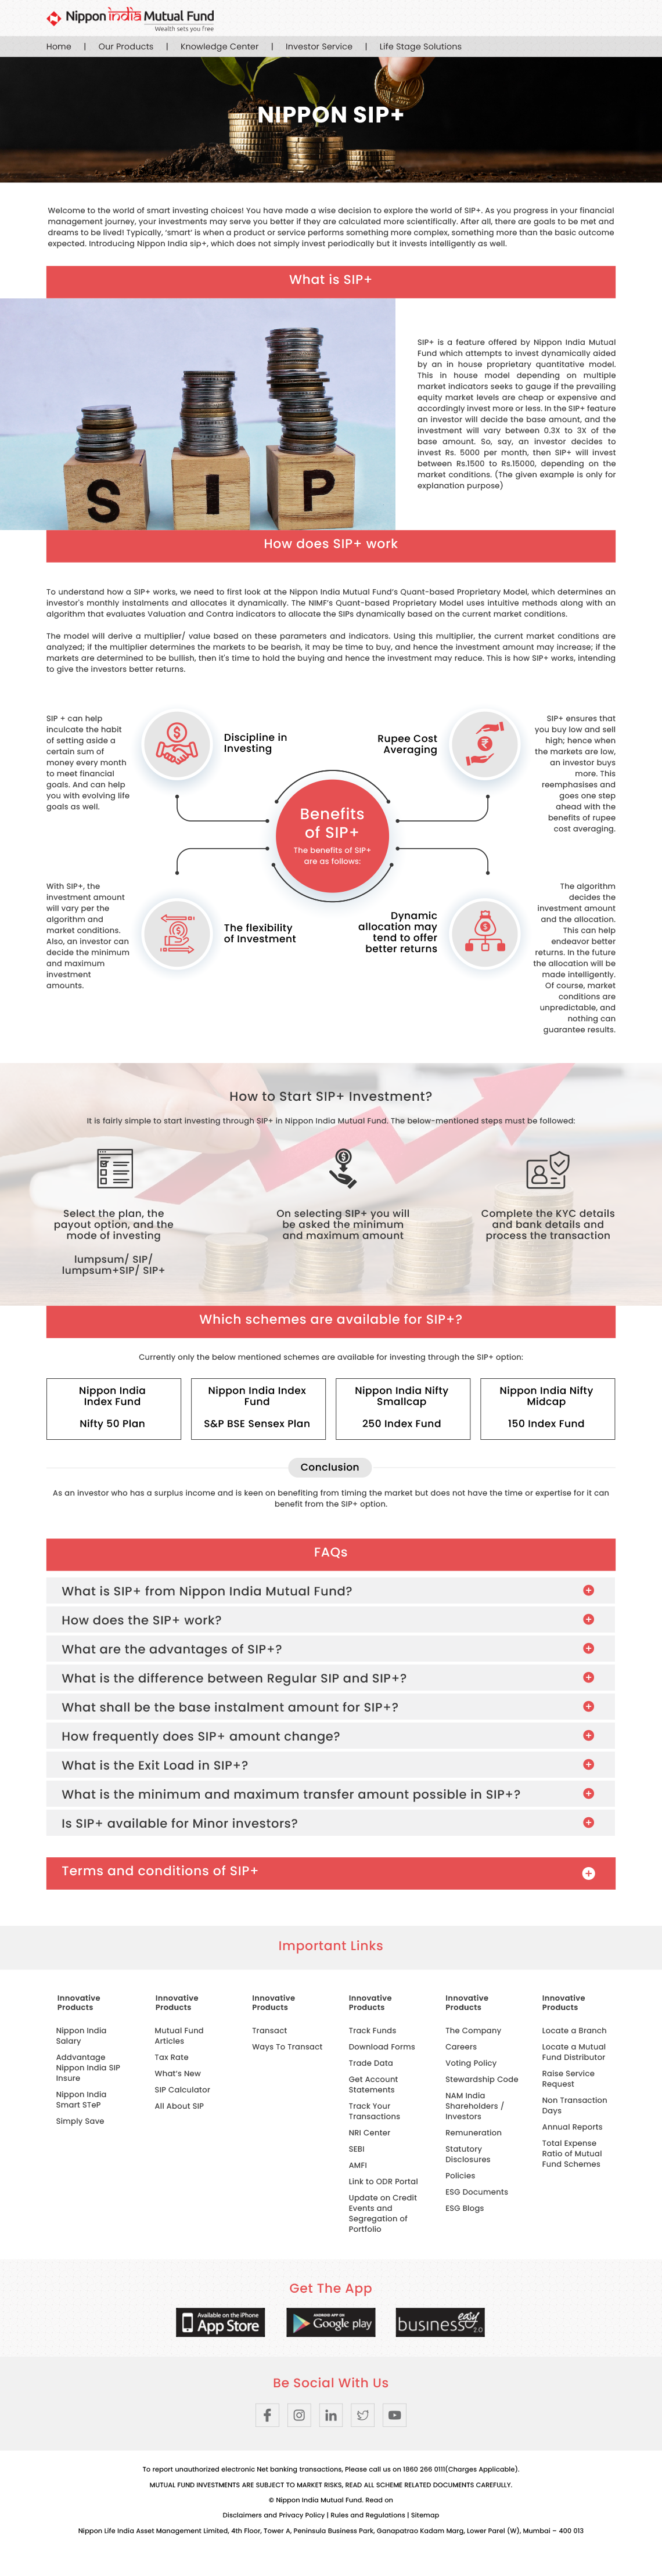 Nippon india Mutual Fund
Wealth sets you free
Home | Our Products | Knowledge Center | Investor Service | Life Stage Solutions
NIPPON SIP+
Welcome to the world of smart investing choices! You have made a wise decision to explore the world of SIP+. As you progress in your financial
management journey, your investments may serve you better if they are calculated more scientifically. After all, there are goals to be met and
dreams to be lived! Typically, 'smart' is when a product or service performs something more complex, something more than the basic outcome
expected. Introducing Nippon India sip+, which does not simply invest periodically but it invests intelligently as well.
What is SIP+
S I P
SIP+ is a feature offered by Nippon India Mutual
Fund which attempts to invest dynamically aided
by an in house proprietary quantitative model.
This in house model depending on multiple
market indicators seeks to gauge if the prevailing
equity market levels are cheap or expensive and
accordingly invest more or less. In the SIP+ feature
an investor will decide the base amount, and the
investment will vary between 0.3X to 3X of the
base amount. So, say, an investor decides to
invest Rs. 5000 per month, then SIP+ will invest
between Rs.1500 to Rs.15000, depending on the
market conditions. (The given example is only for
explanation purpose)
How does SIP+ work
To understand how a SIP+ works, we need to first look at the Nippon India Mutual Fund's Quant-based Proprietary Model, which determines an
investor's monthly instalments and allocates it dynamically. The NIMF's Quant-based Proprietary Model uses intuitive methods along with an
algorithm that evaluates Valuation and Contra indicators to allocate the SIPs dynamically based on the current market conditions.
The model will derive a multiplier/ value based on these parameters and indicators. Using this multiplier, the current market conditions are
analyzed; if the multiplier determines the markets to be bearish, it may be time to buy, and hence the investment amount may increase; if the
markets are determined to be bullish, then it's time to hold the buying and hence the investment may reduce. This is how SIP+ works, intending
to give the investors better returns.
SIP + can help
inculcate the habit
of setting aside a
certain sum of
money every month
to meet financial
goals. And can help
you with evolving life
goals as well.
Discipline in
Investing
Rupee Cost
Averaging
SIP+ ensures that
you buy low and sell
high; hence when
the markets are low,
an investor buys
more. This
reemphasises and
goes one step
ahead with the
benefits of rupee
cost averaging.
Benefits
of SIP+
The benefits of SIP+
are as follows:
With SIP+, the
investment amount
will vary per the
algorithm and
market conditions.
Also, an investor can
decide the minimum
and maximum
investment
amounts.
The flexibility
of Investment
Dynamic
allocation may
tend to offer
better returns
The algorithm
decides the
investment amount
and the allocation.
This can help
endeavor better
returns. In the future
the allocation will be
made intelligently.
Of course, market
conditions are
unpredictable, and
nothing can
guarantee results.
How to Start SIP+ Investment?
It is fairly simple to start investing through SIP+ in Nippon India Mutual Fund. The below-mentioned steps must be followed:
Select the plan, the
payout option, and the
mode of investing
lumpsum/ SIP/
lumpsum+SIP/ SIP+
On selecting SIP+ you will
be asked the minimum
and maximum amount
Complete the KYC details
and bank details and
process the transaction
Which schemes are available for SIP+?
Currently only the below mentioned schemes are available for investing through the SIP+ option:
Nippon India
Index Fund
Nifty 50 Plan
Nippon India Index
Fund
S&P BSE Sensex Plan
Nippon India Nifty
Smallcap
250 Index Fund
Nippon India Nifty
Midcap
150 Index Fund
Conclusion
As an investor who has a surplus income and is keen on benefiting from timing the market but does not have the time or expertise for it can
benefit from the SIP+ option.
FAQs
What is SIP+ from Nippon India Mutual Fund?
How does the SIP+ work?
What are the advantages of SIP+?
What is the difference between Regular SIP and SIP+?
What shall be the base instalment amount for SIP+?
How frequently does SIP+ amount change?
What is the Exit Load in SIP+?
What is the minimum and maximum transfer amount possible in SIP+?
Is SIP+ available for Minor investors?
Terms and conditions of SIP+
Important Links
Innovative
Products
Nippon India
Salary
Addvantage
Nippon India SIP
Insure
Nippon India
Smart STeP
Simply Save
Innovative
Products
Mutual Fund
Articles
Tax Rate
What's New
SIP Calculator
All About SIP
Innovative
Products
Transact
Ways To Transact
Innovative
Products
Track Funds
Download Forms
Trade Data
Get Account
Statements
Track Your
Transactions
NRI Center
SEBI
AMFI
Link to ODR Portal
Update on Credit
Events and
Segregation of
Portfolio
Innovative
Products
The Company
Careers
Voting Policy
Stewardship Code
NAM India
Shareholders /
Investors
Remuneration
Statutory
Disclosures
Policies
ESG Documents
ESG Blogs
Innovative
Products
Locate a Branch
Locate a Mutual
Fund Distributor
Raise Service
Request
Non Transaction
Days
Annual Reports
Total Expense
Ratio of Mutual
Fund Schemes
Get The App
Available on the iPhone
App Store
ANDROID APP ON
Google play
business easy 2.0
Be Social With Us
To report unauthorized electronic Net banking transactions, Please call us on 1860 266 0111(Charges Applicable).
MUTUAL FUND INVESTMENTS ARE SUBJECT TO MARKET RISKS, READ ALL SCHEME RELATED DOCUMENTS CAREFULLY.
© Nippon India Mutual Fund. Read on
Disclaimers and Privacy Policy | Rules and Regulations | Sitemap
Nippon Life India Asset Management Limited, 4th Floor, Tower A, Peninsula Business Park, Ganapatrao Kadam Marg, Lower Parel (W), Mumbai – 400 013